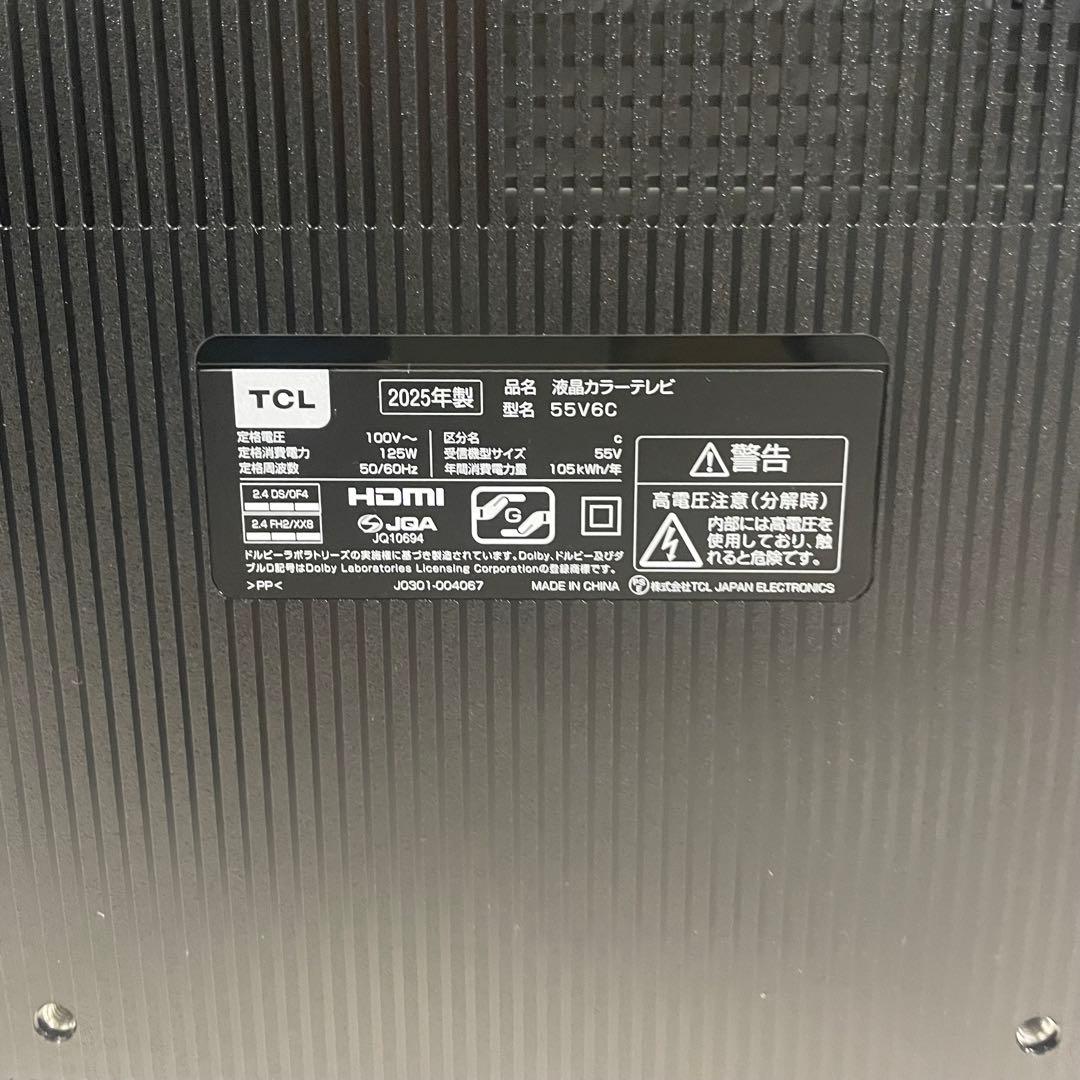 TCL
2025年製
品名 液晶カラーテレビ
型名 55V6C
定格電圧 100V～
定格消費電力 125W
定格周波数 50/60Hz
区分名 C
受信機型サイズ 55V
年間消費電力量 105kWh/年
2.4 DS/OF4
2.4 FH2/XX8
HDMI
JQA
JQ10694
G
ドルビーラボラトリーズの実施権に基づき製造されています。Dolby、ドルビー及びダ
ブルD記号はDolby Laboratories Licensing Corporationの登録商標です。
>PP<
J0301-004067
MADE IN CHINA
PSE 株式会社TCL JAPAN ELECTRONICS
警告
高電圧注意(分解時)
内部には高電圧を
使用しており、触
れると危険です。